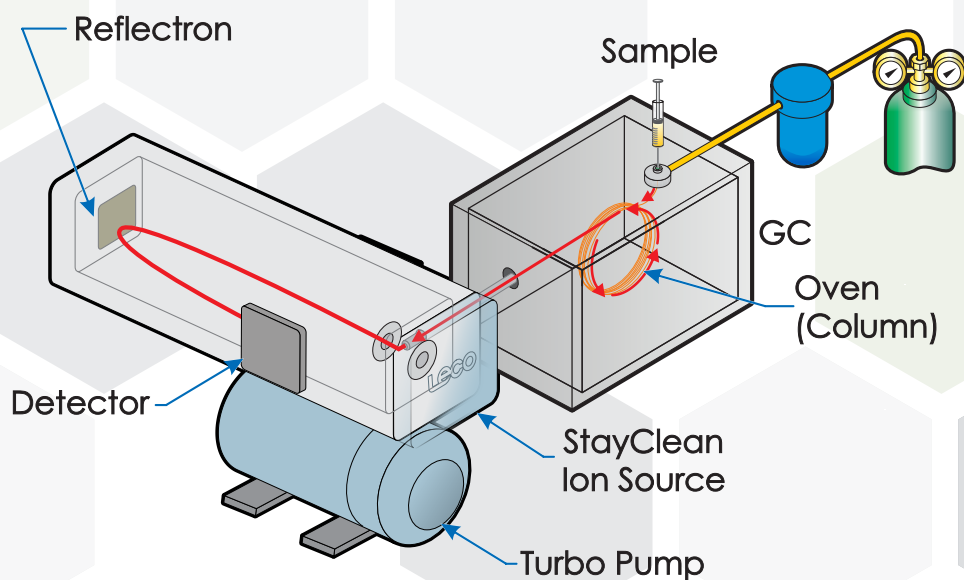 Reflectron
Sample
GC
Oven
(Column)
LECO
Detector
StayClean
Ion Source
Turbo Pump